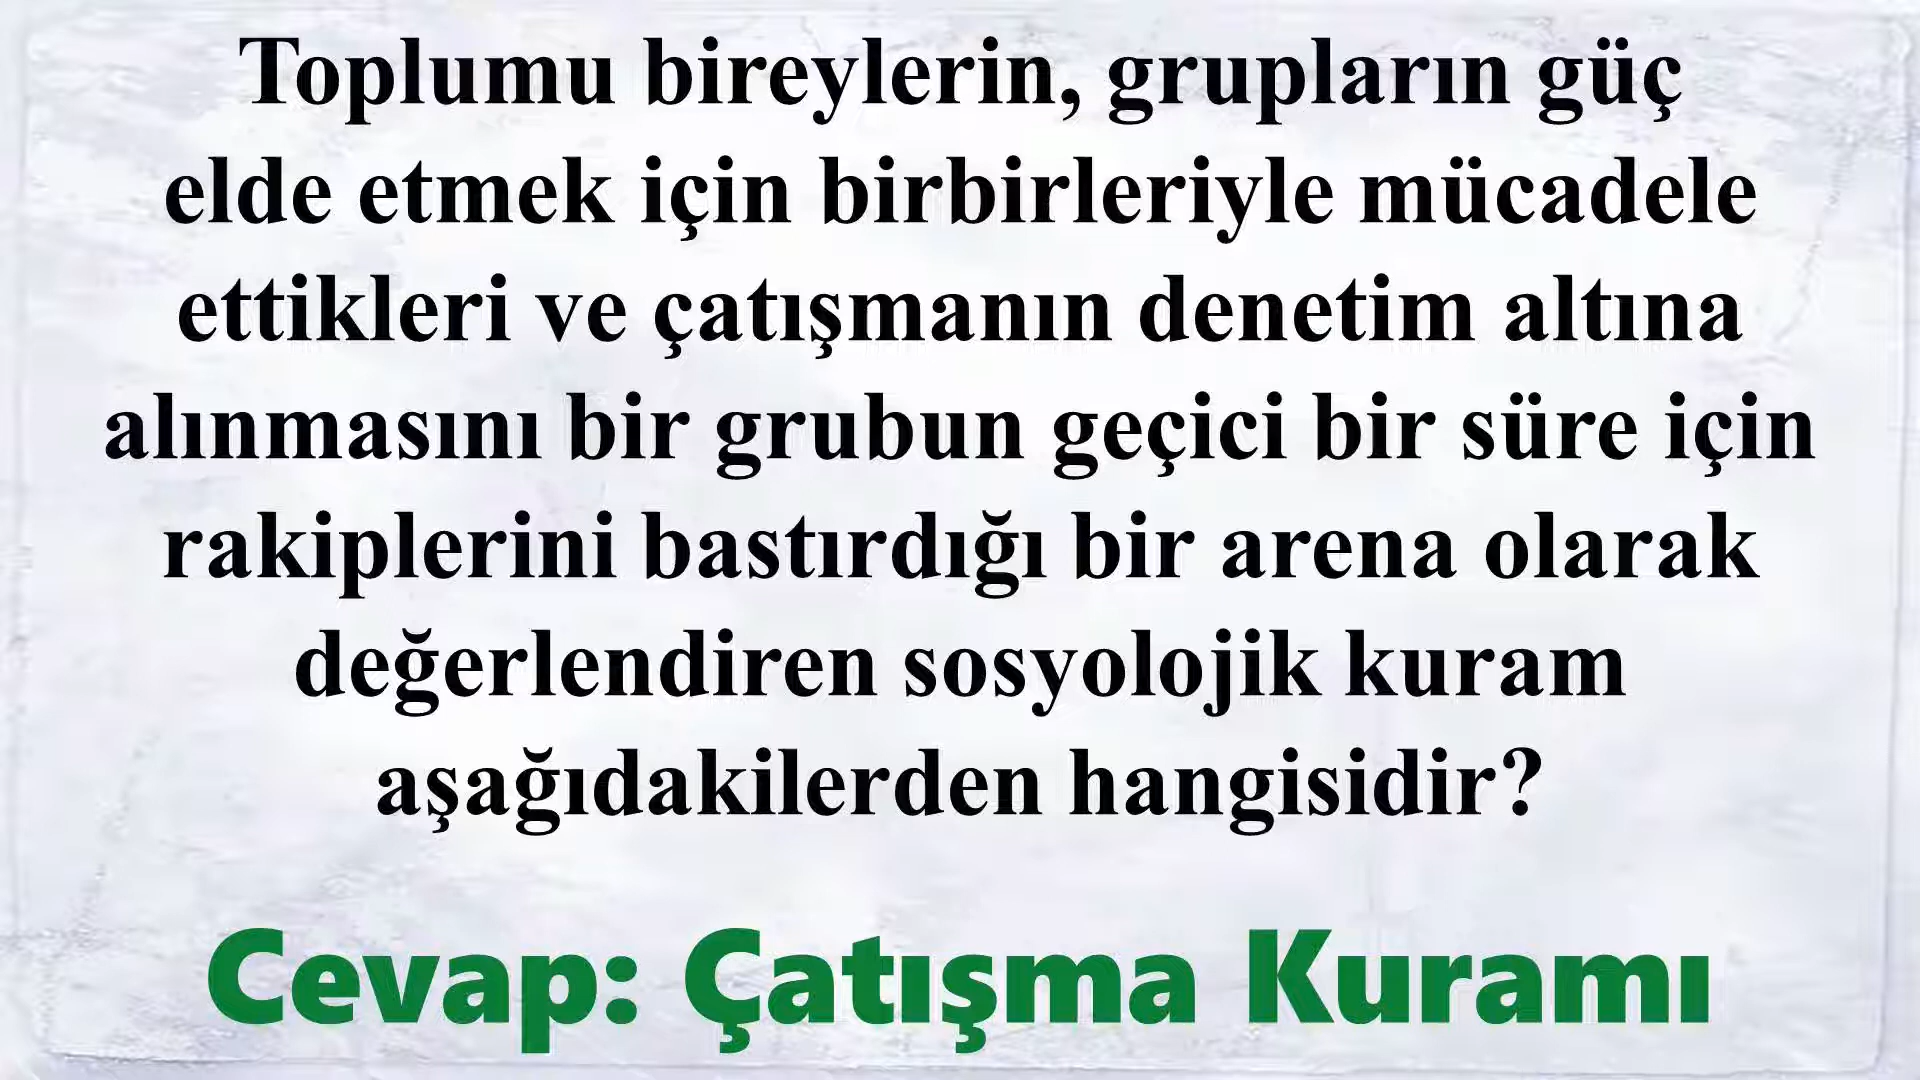 Toplumu bireylerin, grupların güç
elde etmek için birbirleriyle mücadele
ettikleri ve çatışmanın denetim altına
alınmasını bir grubun geçici bir süre için
rakiplerini bastırdığı bir arena olarak
değerlendiren sosyolojik kuram
aşağıdakilerden hangisidir?
Cevap: Çatışma Kuramı